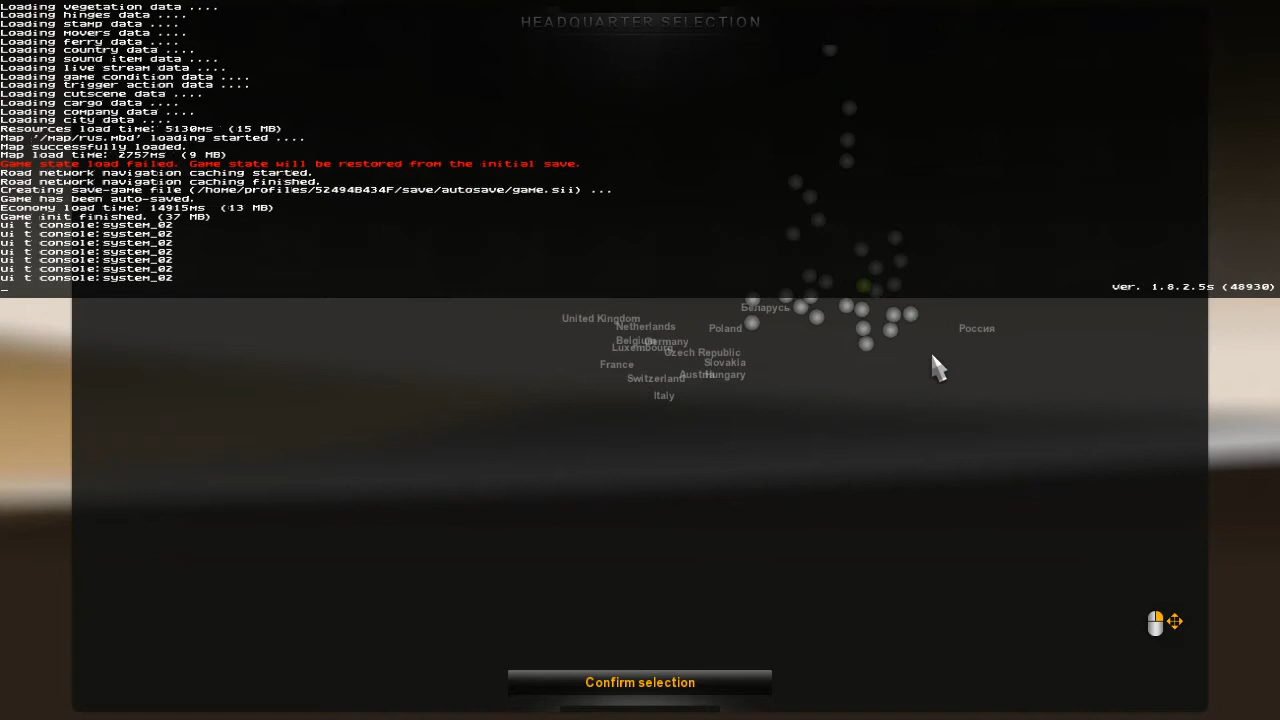 Loading vegetation data ....
Loading hinges data ....
Loading stamp data ....
Loading movers data ....
Loading ferry data ....
Loading country data ....
Loading sound item data ....
Loading live stream data ....
Loading game condition data ....
Loading trigger action data ....
Loading cutscene data ....
Loading cargo data ....
Loading company data ....
Loading city data ....
Resources load time: 5130ms (15 MB)
Map '/map/rus.mbd' loading started ....
Map successfully loaded.
Map load time: 2757ms (9 MB)
Game state load failed. Game state will be restored from the initial save.
Road network navigation caching started.
Road network navigation caching finished.
Creating save-game file (/home/profiles/52494B434F/save/autosave/game.sii) ...
Game has been auto-saved.
Economy load time: 14915ms (13 MB)
Game init finished. (37 MB)
ui t console:system_02
ui t console:system_02
ui t console:system_02
ui t console:system_02
ui t console:system_02
ui t console:system_02
ui t console:system_02
_
ver. 1.8.2.5s (48930)
HEADQUARTER SELECTION
Беларусь
United Kingdom
Netherlands
Poland
Россия
Belgium
Germany
Luxembourg
Czech Republic
France
Slovakia
Switzerland
Austria
Hungary
Italy
Confirm selection